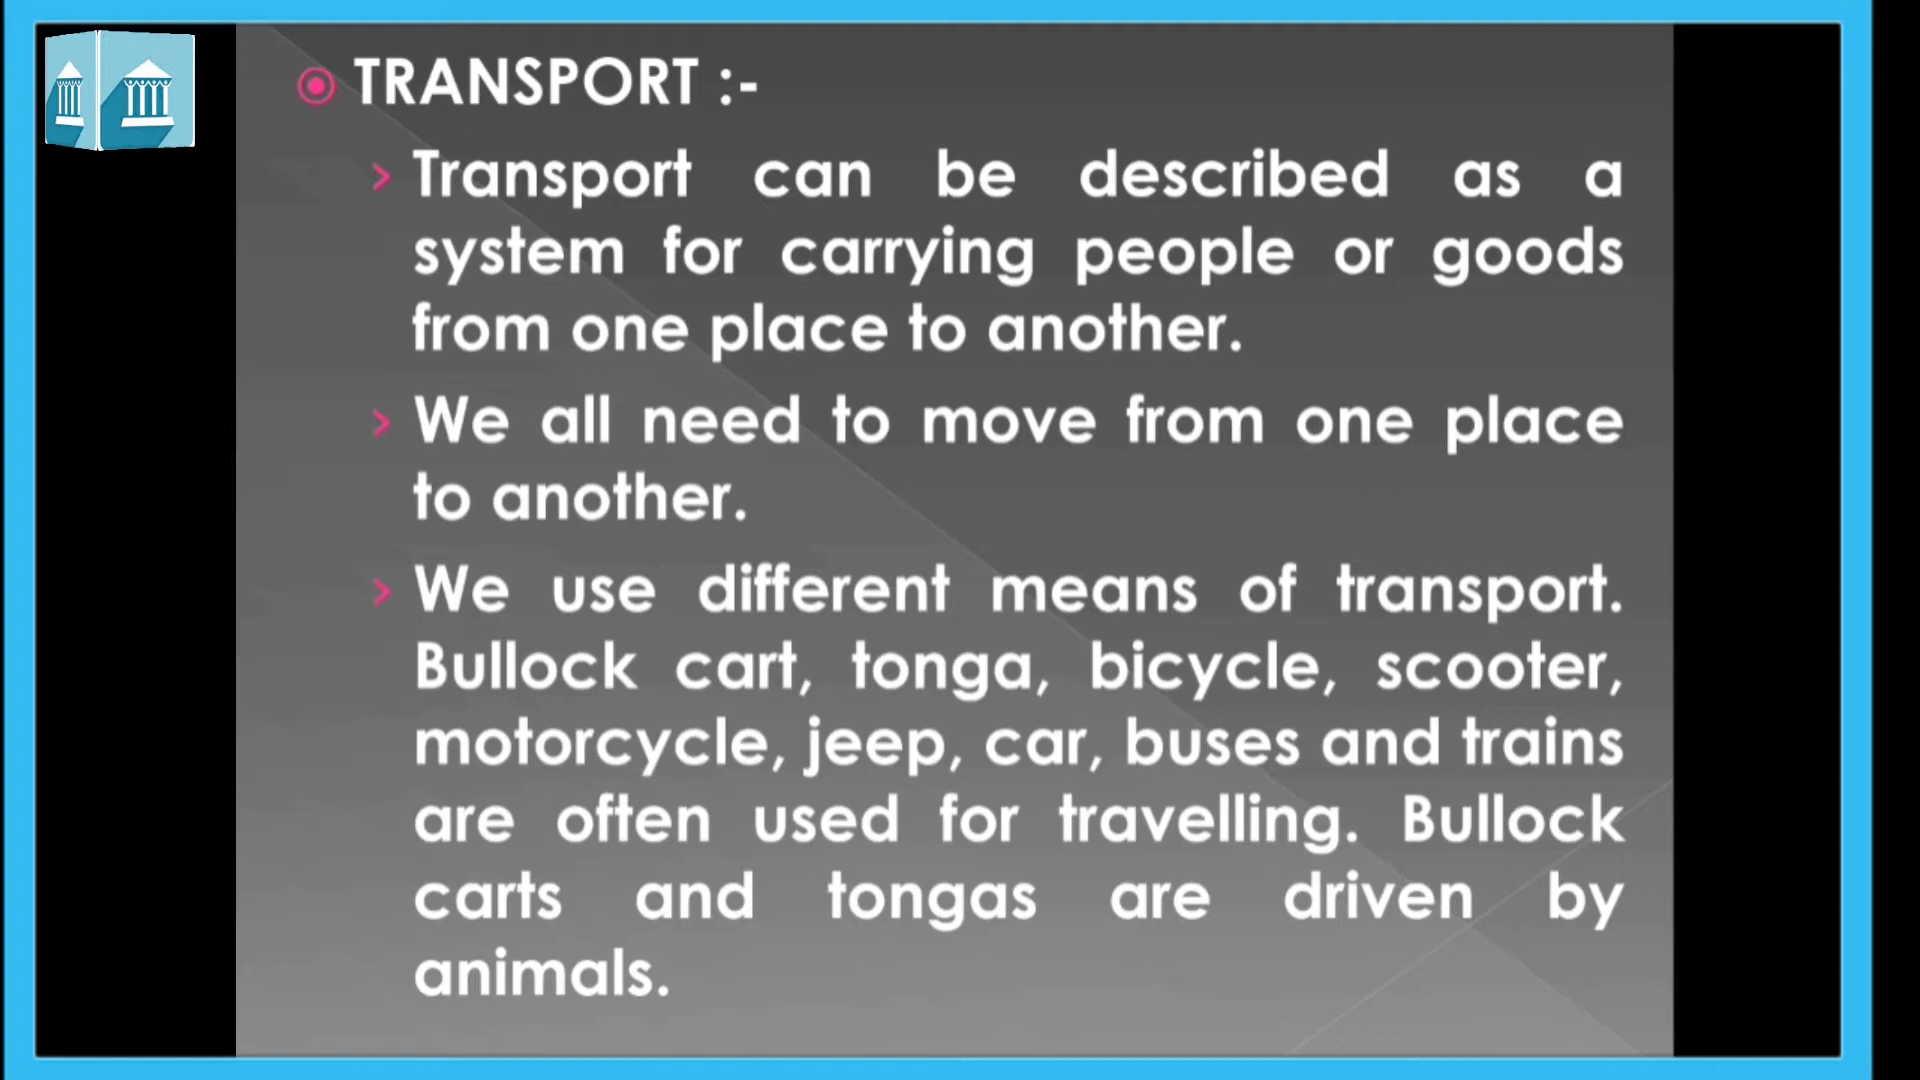 TRANSPORT :-
Transport can be described as a
system for carrying people or goods
from one place to another.
We all need to move from one place
to another.
We use different means of transport.
Bullock cart, tonga, bicycle, scooter,
motorcycle, jeep, car, buses and trains
are often used for travelling. Bullock
carts and tongas are driven by
animals.